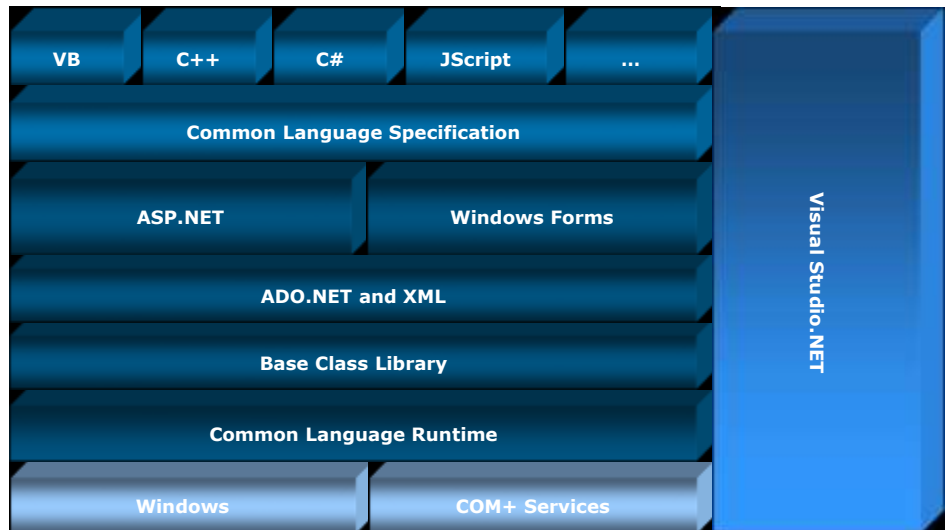 VB
C++
C#
JScript
...
Common Language Specification
ASP.NET
Windows Forms
ADO.NET and XML
Base Class Library
Common Language Runtime
Windows
COM+ Services
Visual Studio.NET